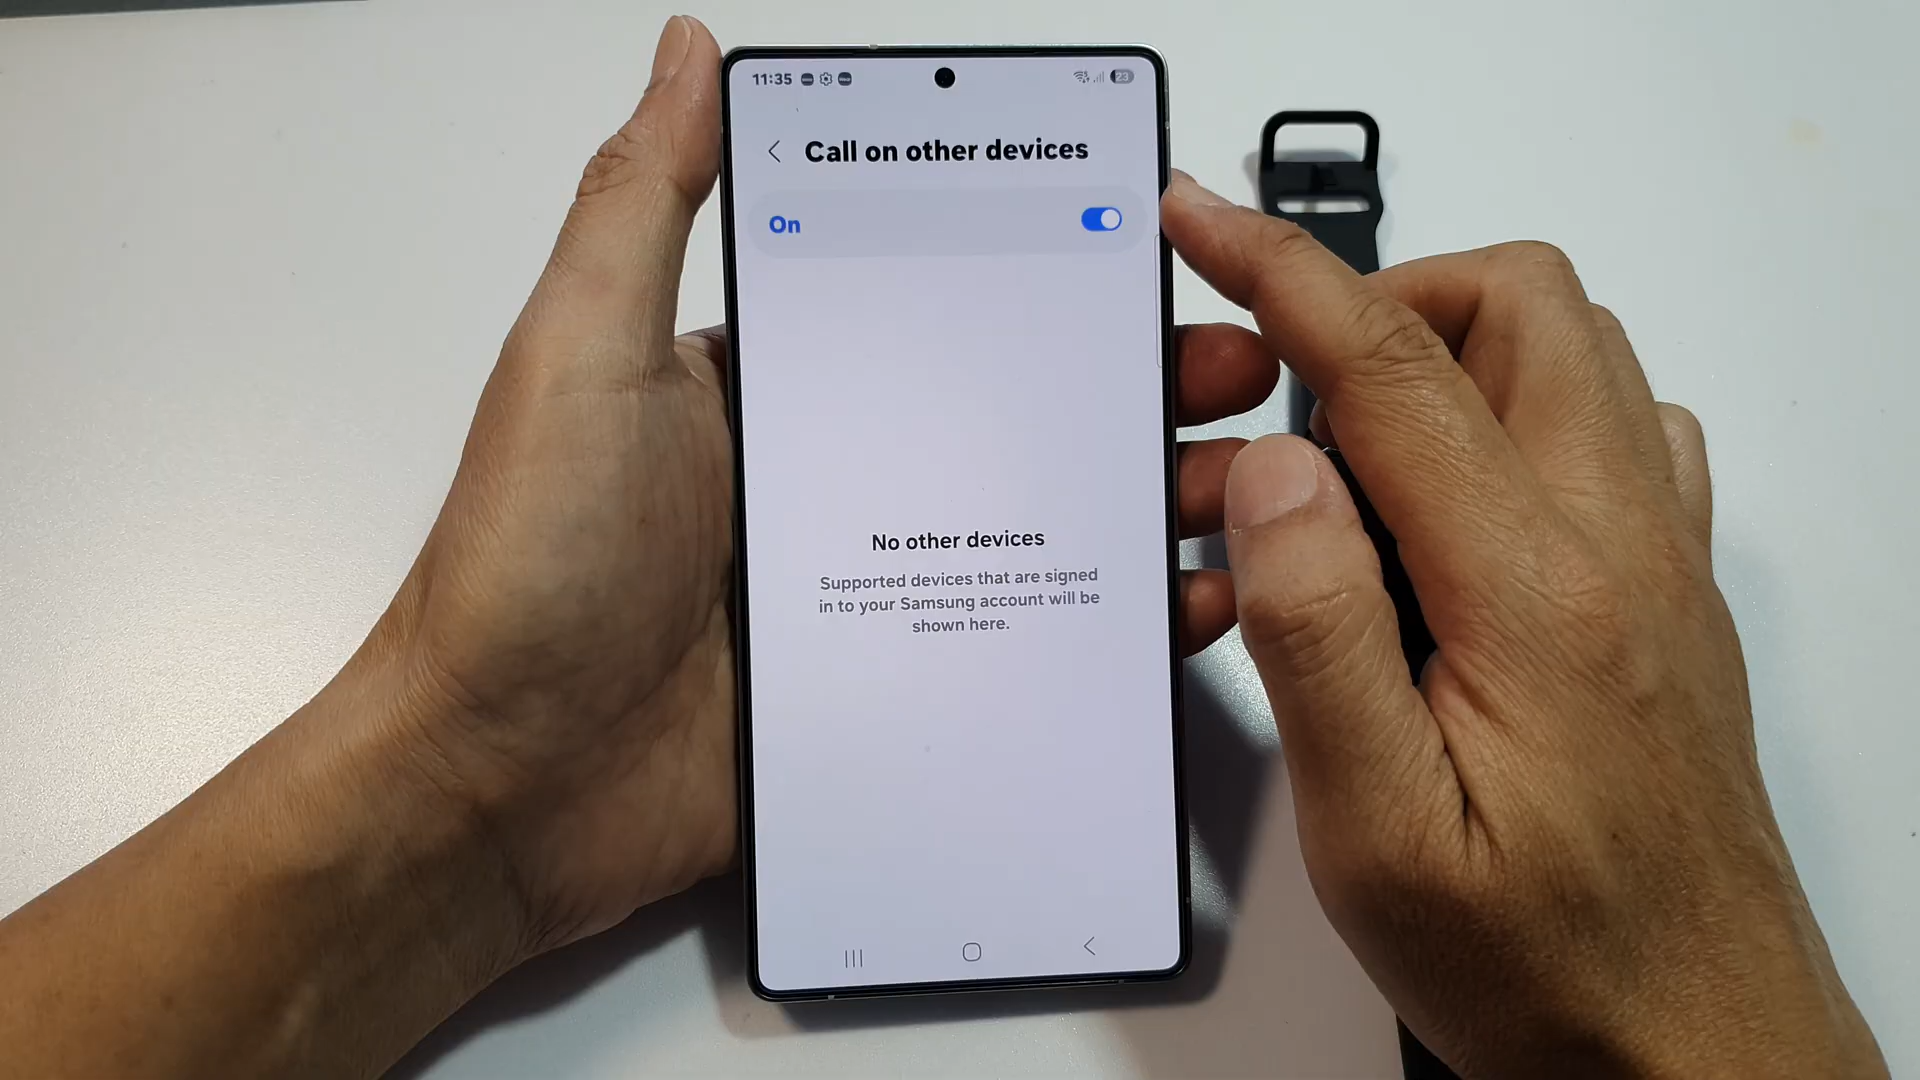 11:35
23
Call on other devices
On
No other devices
Supported devices that are signed
in to your Samsung account will be
shown here.